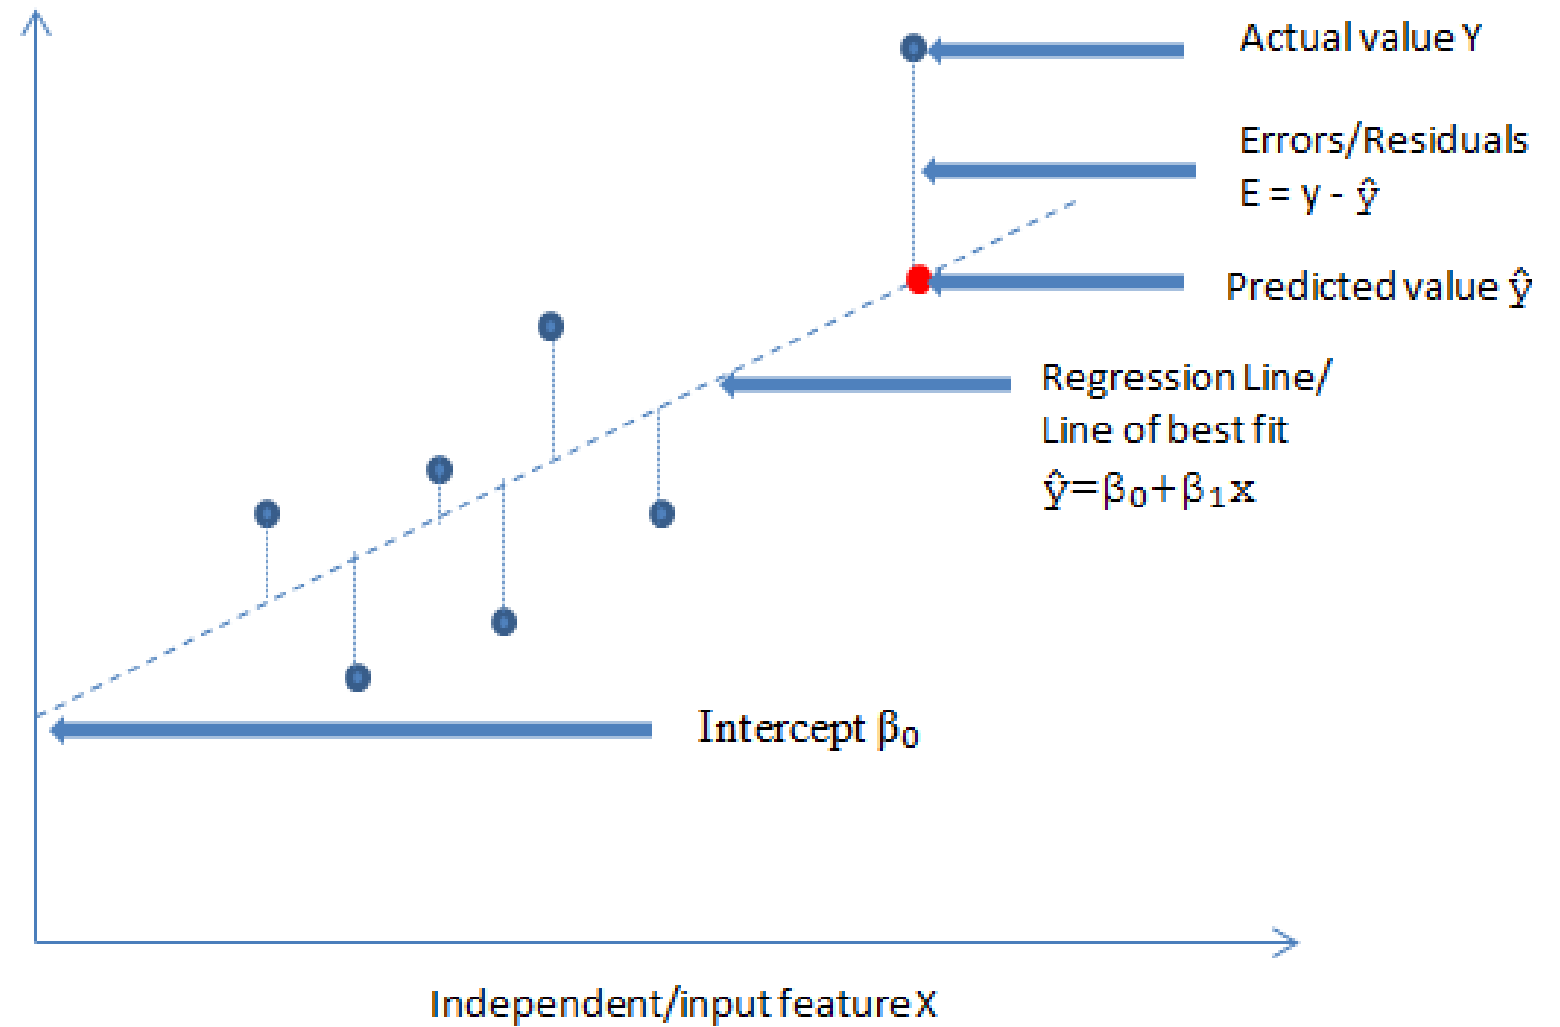 Actual value Y
Errors/Residuals
E = y - ŷ
Predicted value ŷ
Regression Line/
Line of best fit
ŷ=β₀+β₁x
Intercept β₀
Independent/input feature X